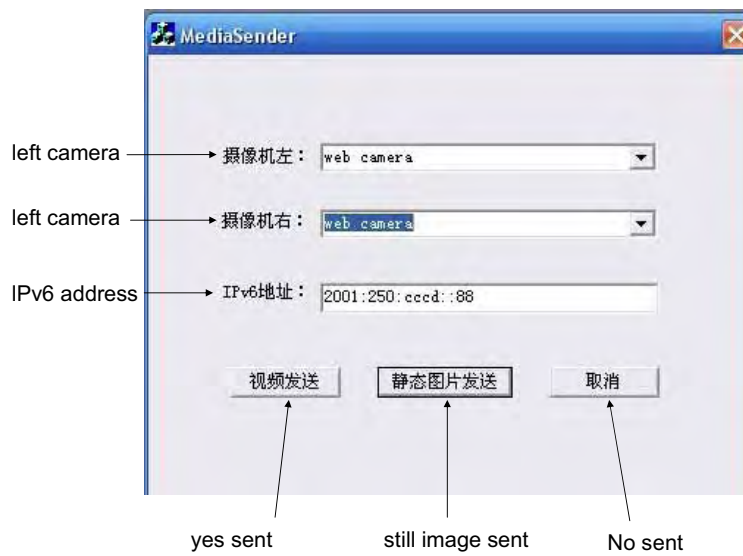 MediaSender
left camera
摄像机左：
web camera
left camera
摄像机右：
web camera
IPv6 address
IPv6地址：
2001:250:cccd::88
视频发送
静态图片发送
取消
yes sent
still image sent
No sent